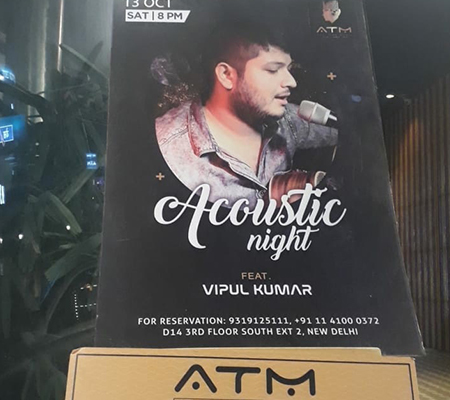 13 OCT
SAT | 8 PM
ATM
Acoustic
night
FEAT.
VIPUL KUMAR
FOR RESERVATION: 9319125111, +91 11 4100 0372
D14 3RD FLOOR SOUTH EXT 2, NEW DELHI
ATM